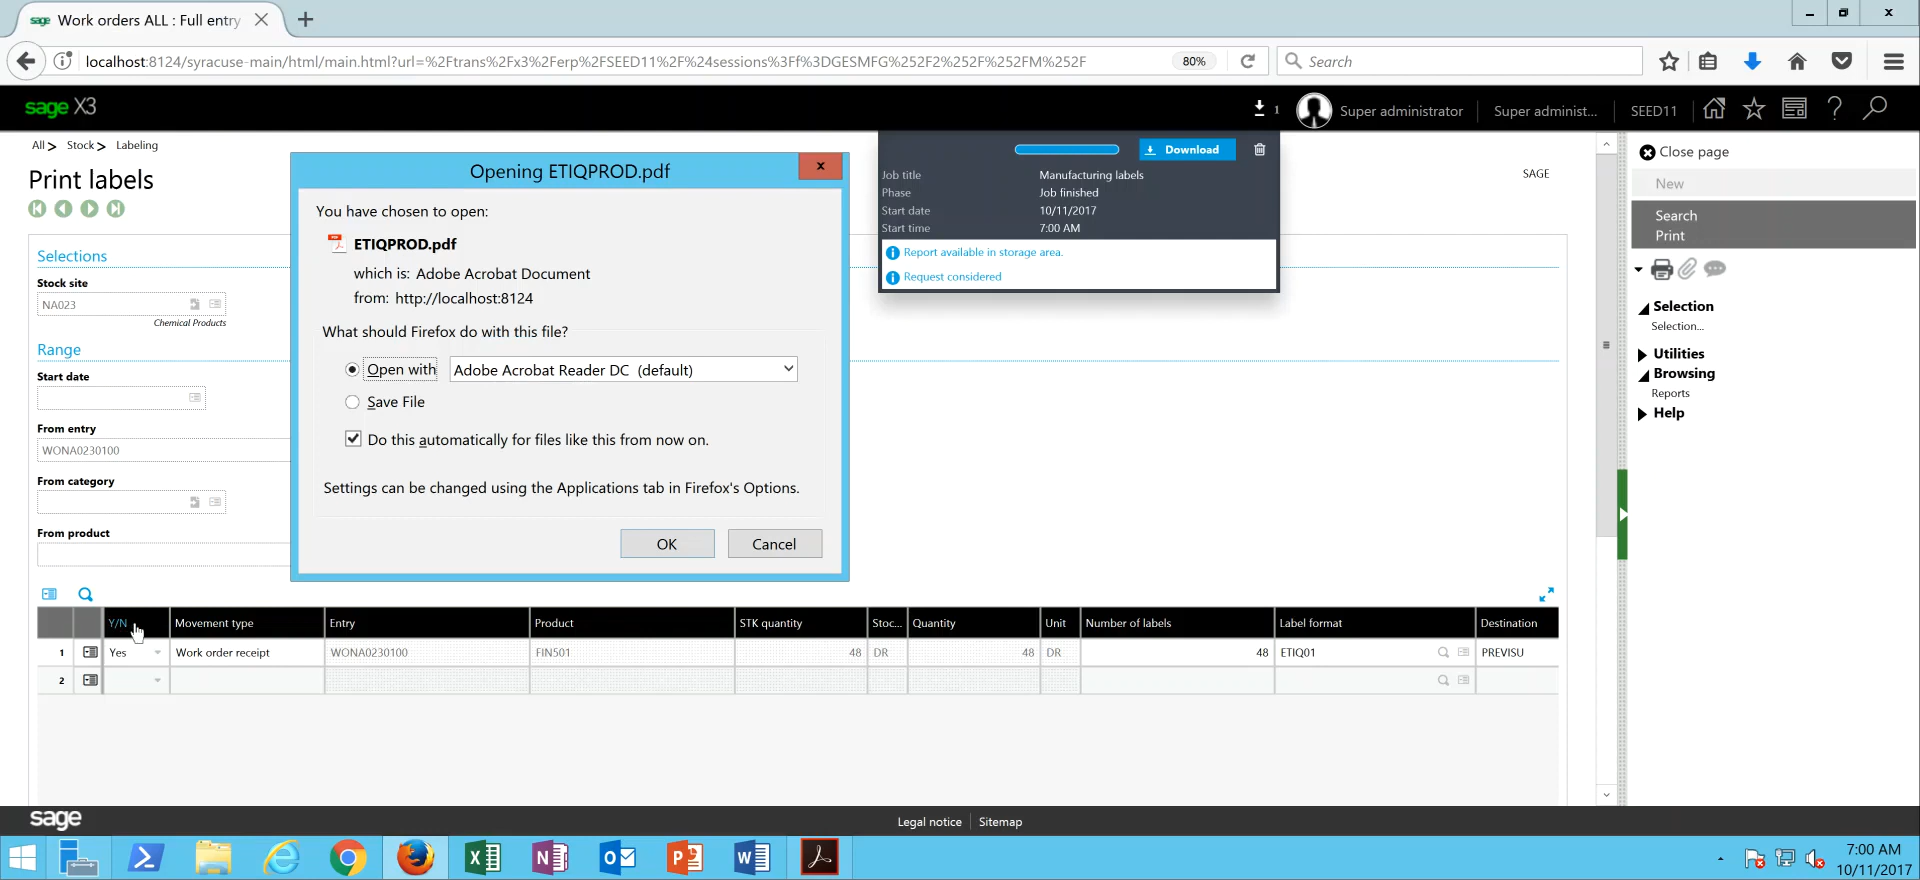 sage Work orders ALL : Full entry
localhost:8124/syracuse-main/html/main.html?url=%2Ftrans%2Fx3%2Ferp%2FSEED11%2F%24sessions%3Ff%3DGESMFG%252F2%252F%252FM%252F 80% Search
sage X3 1 Super administrator Super administ... SEED11
All > Stock > Labeling
Print labels
SAGE
Selections
Stock site
NA023
Chemical Products
Range
Start date
From entry
WONA0230100
From category
From product
Opening ETIQPROD.pdf
You have chosen to open:
ETIQPROD.pdf
which is: Adobe Acrobat Document
from: http://localhost:8124
What should Firefox do with this file?
Open with Adobe Acrobat Reader DC (default)
Save File
Do this automatically for files like this from now on.
Settings can be changed using the Applications tab in Firefox's Options.
OK Cancel
Download
Job title Manufacturing labels
Phase Job finished
Start date 10/11/2017
Start time 7:00 AM
Report available in storage area.
Request considered
Close page
New
Search
Print
Selection
Selection...
Utilities
Browsing
Reports
Help
Y/N Movement type Entry Product STK quantity Stoc... Quantity Unit Number of labels Label format Destination
1 Yes Work order receipt WONA0230100 FIN501 48 DR 48 DR 48 ETIQ01 PREVISU
2
sage
Legal notice Sitemap
7:00 AM
10/11/2017